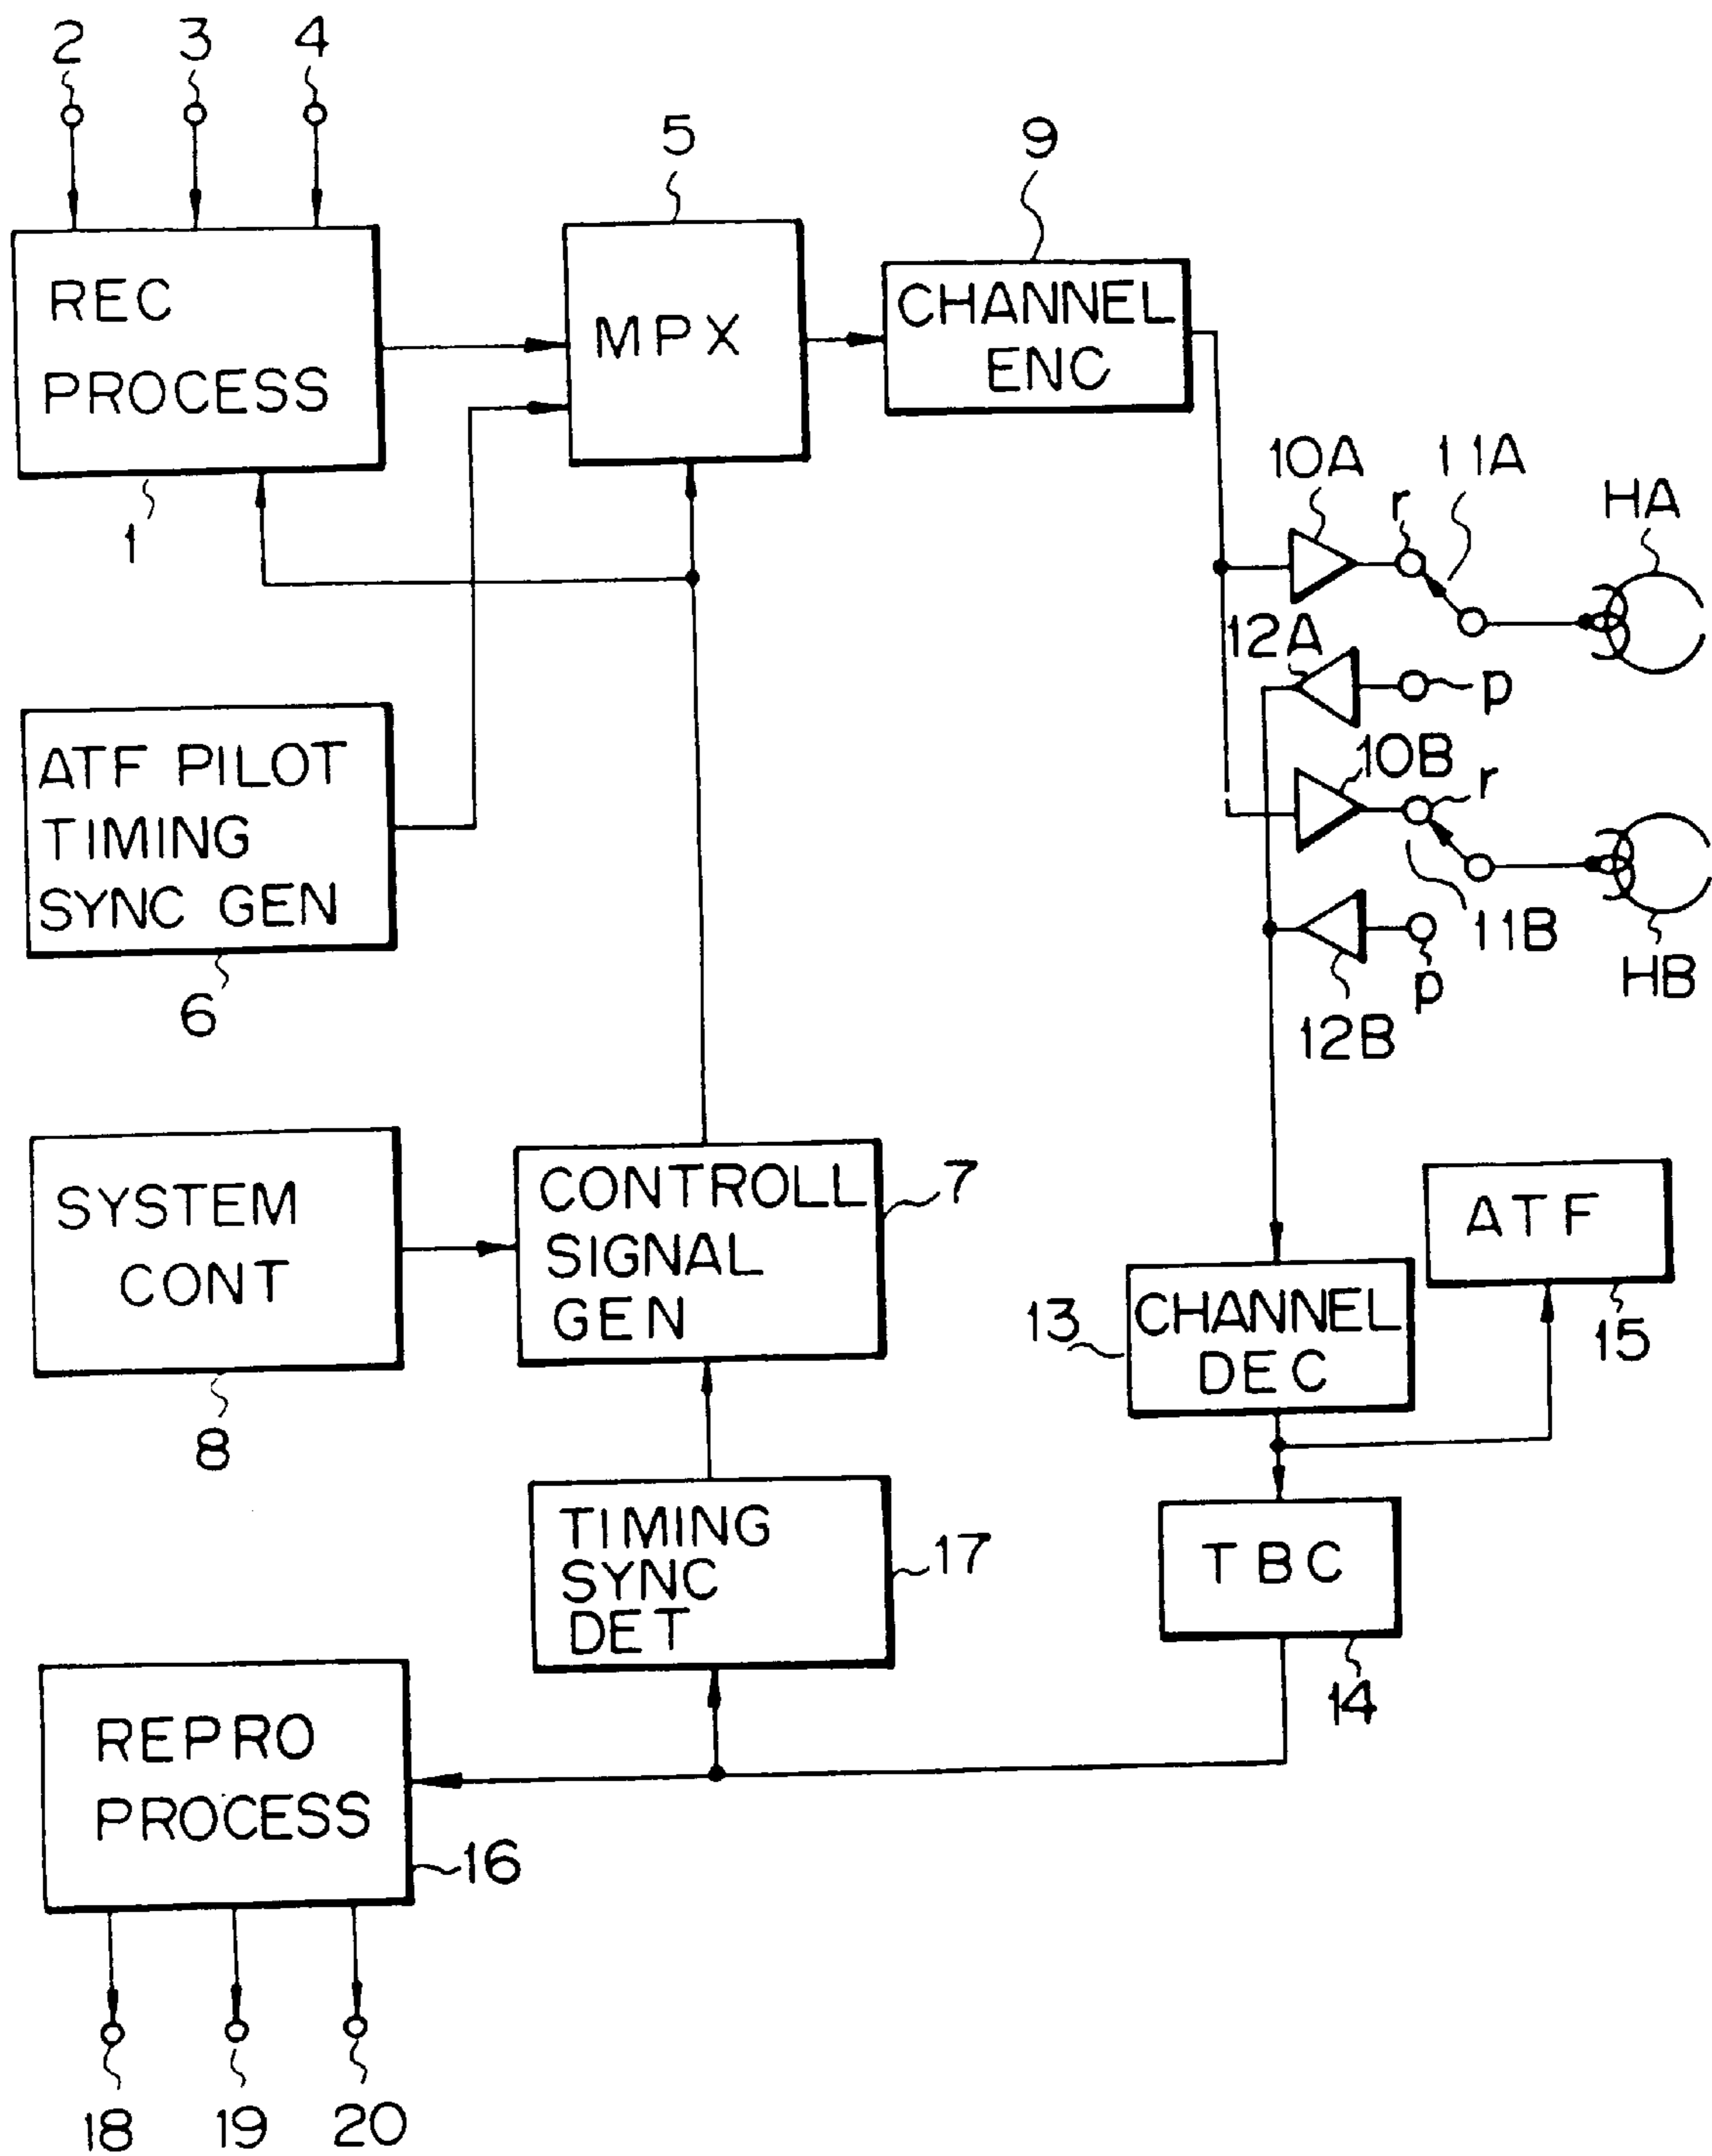 2 3 4
5
9
REC
PROCESS
1
MPX
CHANNEL
ENC
10A
r
11A
HA
12A
p
10B
r
11B
HB
12B
p
ATF PILOT
TIMING
SYNC GEN
6
SYSTEM
CONT
8
CONTROLL
SIGNAL
GEN
7
ATF
15
13
CHANNEL
DEC
TIMING
SYNC
DET
17
TBC
14
REPRO
PROCESS
16
18 19 20